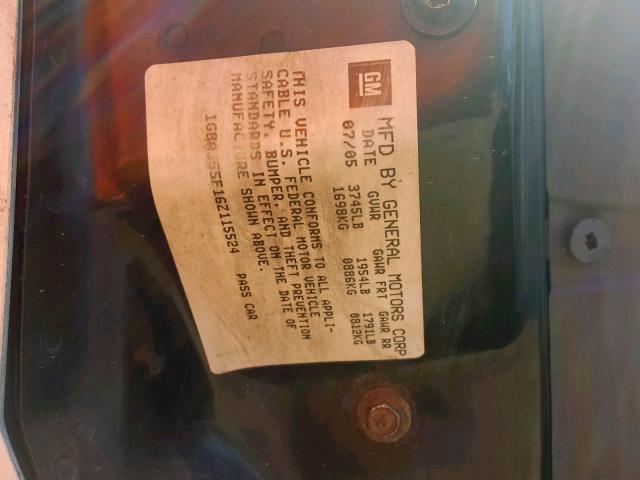 GM
MFD BY GENERAL MOTORS CORP
DATE GVWR GAWR FRT GAWR RR
07/05 3745LB 1954LB 1791LB
1698KG 0886KG 0812KG
THIS VEHICLE CONFORMS TO ALL APPLI-
CABLE U.S. FEDERAL MOTOR VEHICLE
SAFETY, BUMPER, AND THEFT PREVENTION
STANDARDS IN EFFECT ON THE DATE OF
MANUFACTURE SHOWN ABOVE.
1G8AJ55F16Z115524 PASS CAR